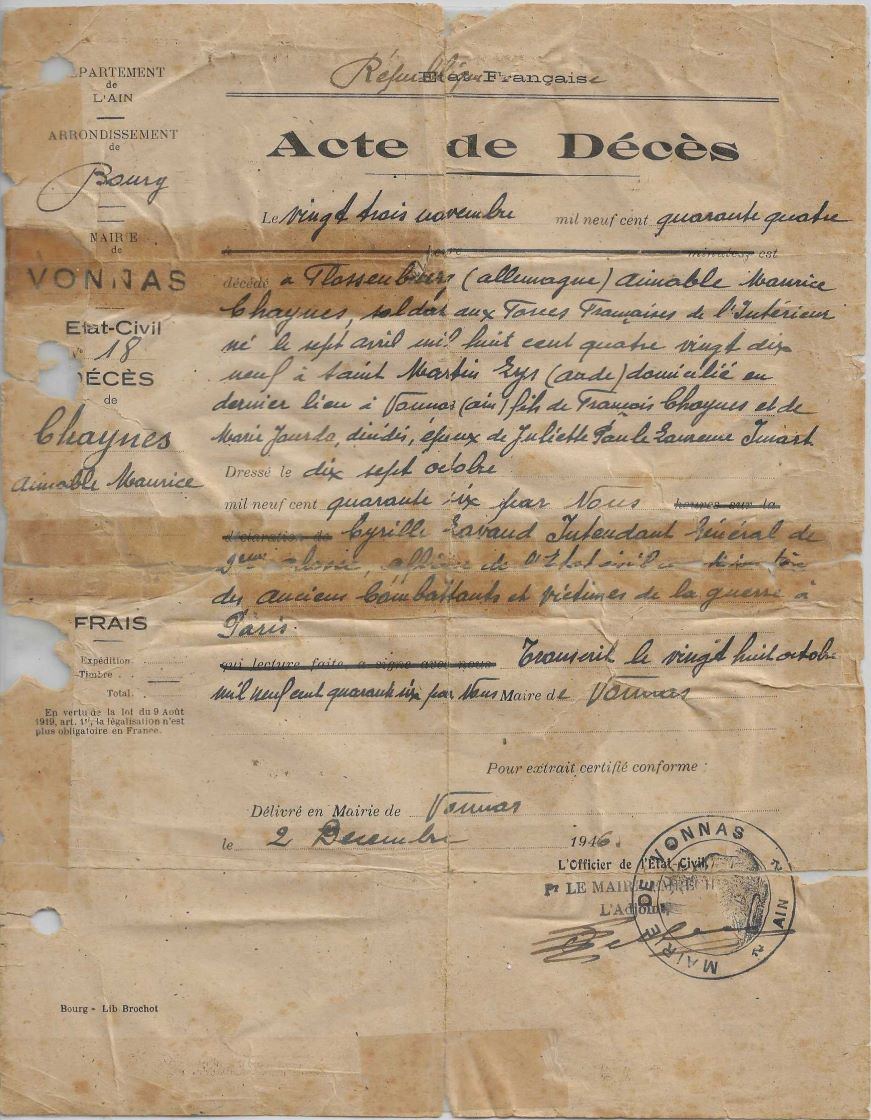 DÉPARTEMENT
de
L'AIN
ARRONDISSEMENT
de
Bourg
MAIRIE
de
VONNAS
Etat-Civil
N° 18
DÉCÈS
de
Chaynes
Aimable Maurice
FRAIS
Expédition
Timbre
Total
En vertu de la loi du 9 Août
1919, art. 1er, la légalisation n'est
plus obligatoire en France.
République Etat Française
Acte de Décès
Le vingt trois novembre mil neuf cent quarante quatre
à heure minutes, est
décédé à Flossenburg (allemagne) Aimable Maurice
Chaynes, soldat aux Forces Françaises de l'Intérieur
né le sept avril mil huit cent quatre vingt dix
neuf à Saint Martin Lys (aude) domicilié en
dernier lieu à Vonnas (ain) fils de François Chaynes et de
Marie Jourda, décédés, époux de Juliette Paule Laurence Imart
Dressé le dix sept octobre
mil neuf cent quarante six par Nous heures sur la
déclaration de Cyrille Lavaud Intendant Général de
2eme classe, officier de l'Etat civil
des anciens Combattants et victimes de la guerre à
Paris.
qui lecture faite a signé avec nous Transcrit le vingt huit octobre
mil neuf cent quarante six par Nous Maire de Vonnas
Pour extrait certifié conforme :
Délivré en Mairie de Vonnas
le 2 Decembre 1946.
L'Officier de l'Etat-Civil,
Pr LE MAIRE
L'Adjoint,
MAIRIE DE VONNAS
AIN
Bourg - Lib Brochot